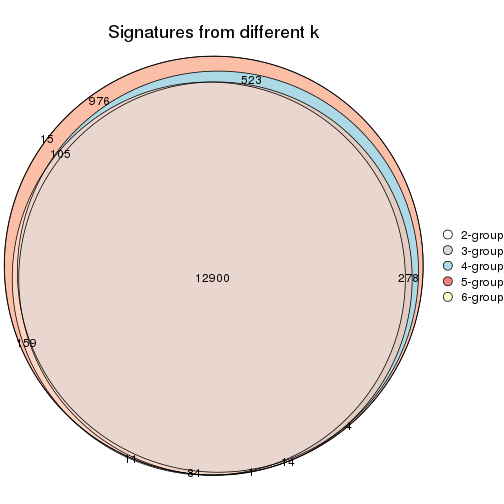 Signatures from different k
523
976
15
105
12900
278
159
4
11
14
84
1
2-group
3-group
4-group
5-group
6-group